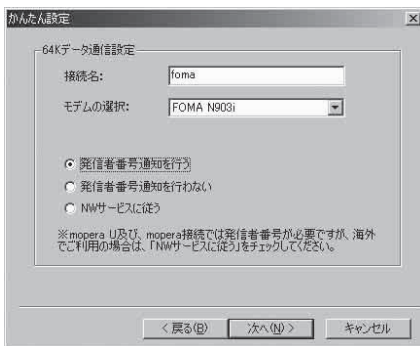 かんたん設定
64Kデータ通信設定
接続名:
foma
モデムの選択:
FOMA N903i
発信者番号通知を行う
発信者番号通知を行わない
NWサービスに従う
※mopera U及び、mopera接続では発信者番号が必要ですが、海外
でご利用の場合は、「NWサービスに従う」をチェックしてください。
< 戻る(B)
次へ(N) >
キャンセル